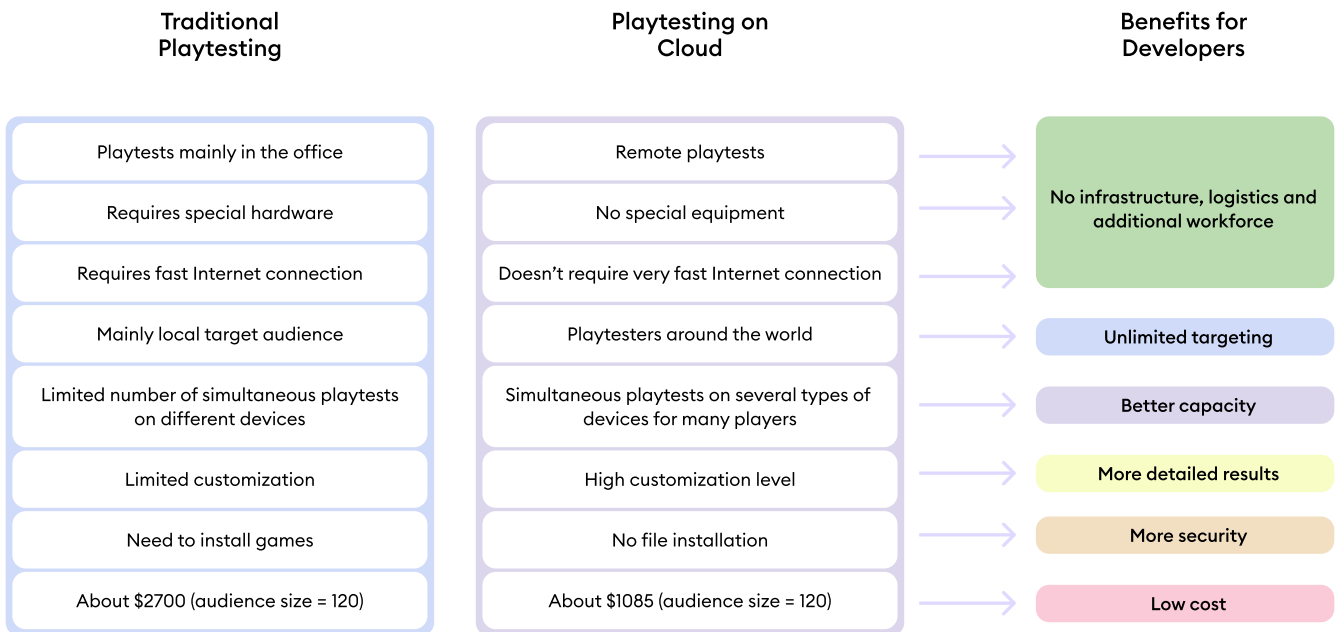 Traditional
Playtesting
Playtesting on
Cloud
Benefits for
Developers
Playtests mainly in the office
Remote playtests
No infrastructure, logistics and
additional workforce
Requires special hardware
No special equipment
Requires fast Internet connection
Doesn't require very fast Internet connection
Mainly local target audience
Playtesters around the world
Unlimited targeting
Limited number of simultaneous playtests
on different devices
Simultaneous playtests on several types of
devices for many players
Better capacity
Limited customization
High customization level
More detailed results
Need to install games
No file installation
More security
About $2700 (audience size = 120)
About $1085 (audience size = 120)
Low cost